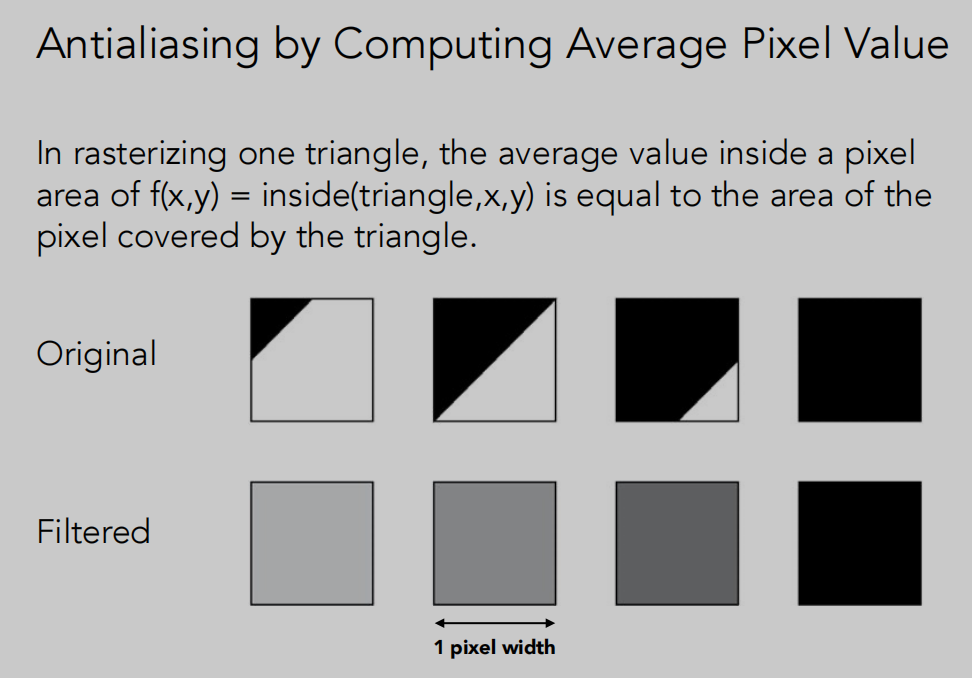 Antialiasing by Computing Average Pixel Value
In rasterizing one triangle, the average value inside a pixel
area of f(x,y) = inside(triangle,x,y) is equal to the area of the
pixel covered by the triangle.
Original
Filtered
1 pixel width